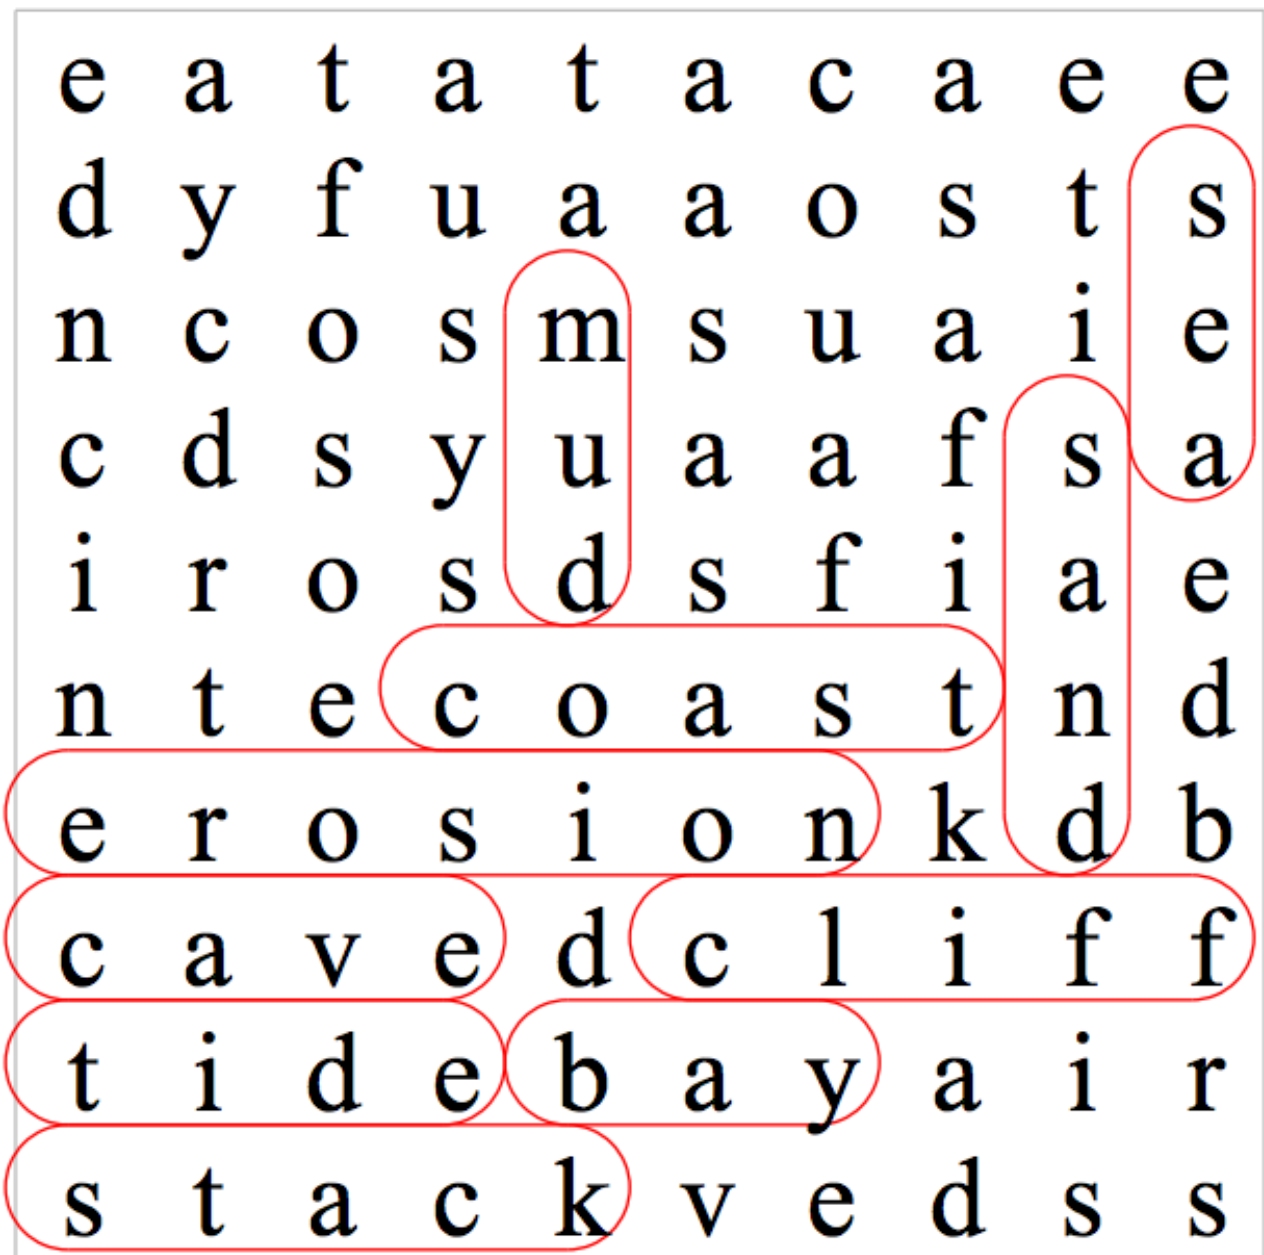 e a t a t a c a e e
d y f u a a o s t s
n c o s m s u a i e
c d s y u a a f s a
i r o s d s f i a e
n t e c o a s t n d
e r o s i o n k d b
c a v e d c l i f f
t i d e b a y a i r
s t a c k v e d s s